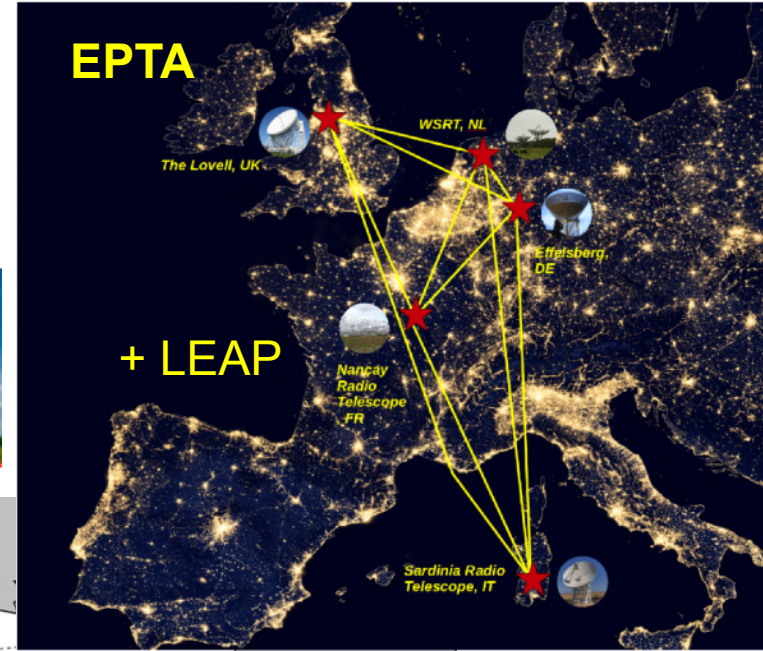 EPTA
WSRT, NL
The Lovell, UK
Effelsberg,
DE
+ LEAP
Nancay
Radio
Telescope
, FR
Sardinia Radio
Telescope, IT